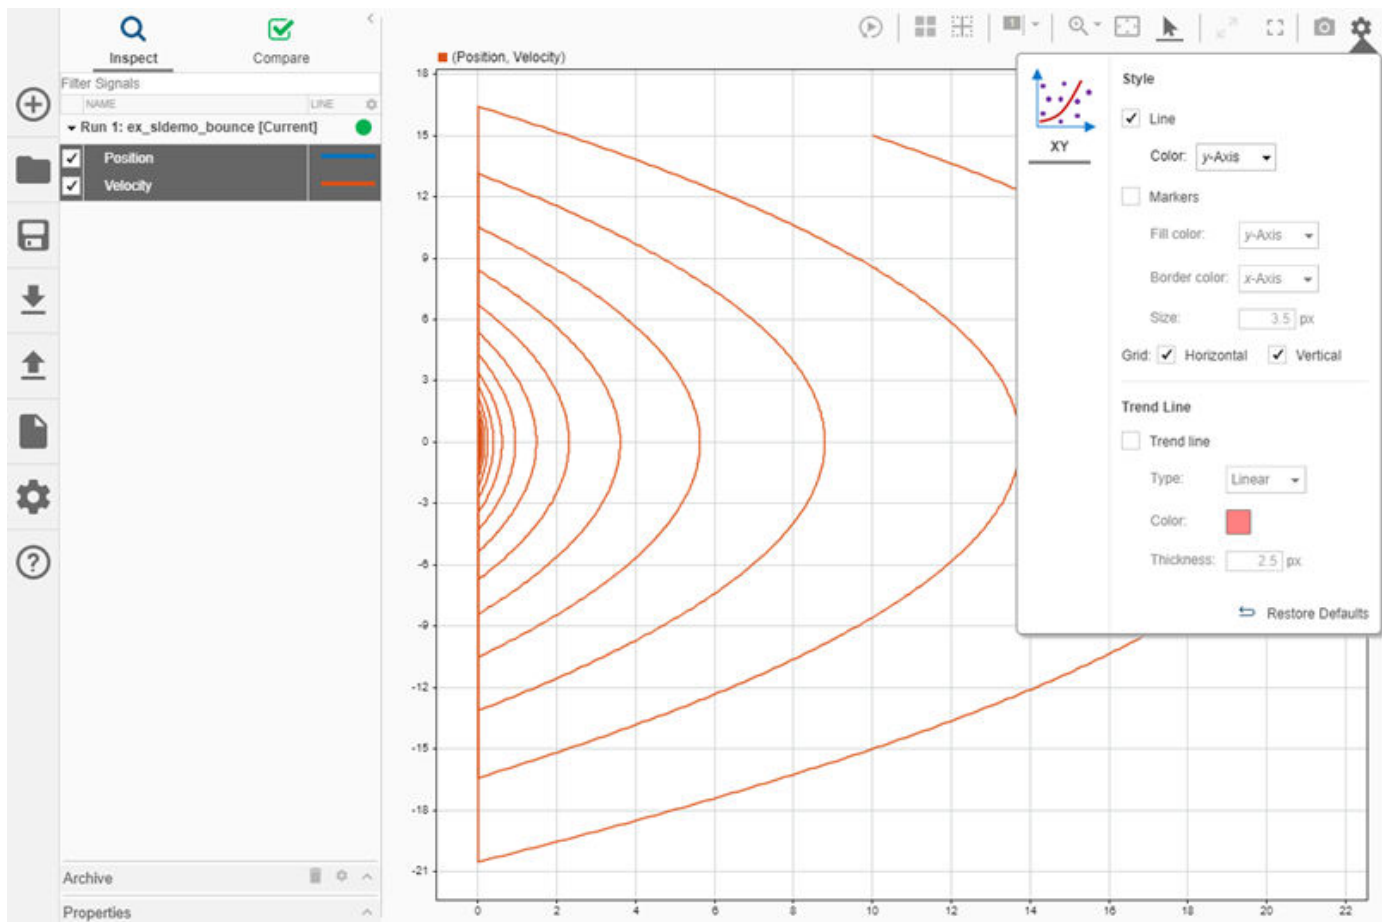 Inspect
Compare
Filter Signals
NAME
LINE
Run 1: ex_sldemo_bounce [Current]
Position
Velocity
Archive
Properties
1
(Position, Velocity)
18
15
12
9
6
3
0
-3
-6
-9
-12
-15
-18
-21
0 2 4 6 8 10 12 14 16 18 20 22
XY
Style
Line
Color: y-Axis
Markers
Fill color: y-Axis
Border color: x-Axis
Size: 3.5 px
Grid: Horizontal Vertical
Trend Line
Trend line
Type: Linear
Color:
Thickness: 2.5 px
Restore Defaults